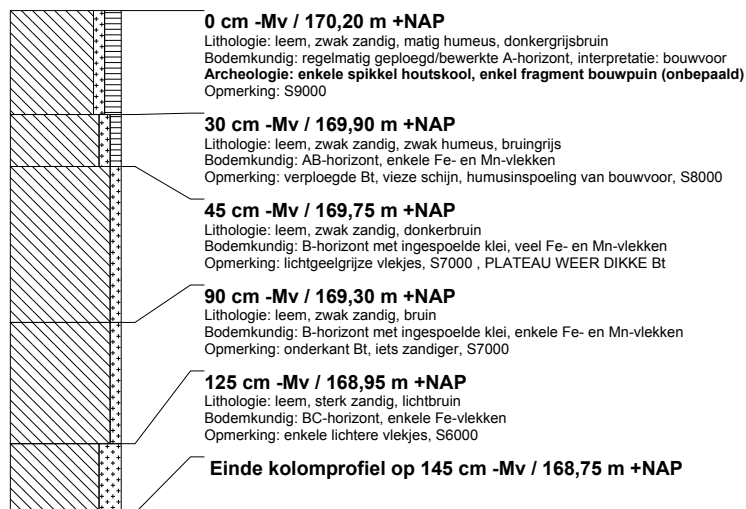 0 cm -Mv / 170,20 m +NAP
Lithologie: leem, zwak zandig, matig humeus, donkergrijsbruin
Bodemkundig: regelmatig geploegd/bewerkte A-horizont, interpretatie: bouwvoor
Archeologie: enkele spikkel houtskool, enkel fragment bouwpuin (onbepaald)
Opmerking: S9000
30 cm -Mv / 169,90 m +NAP
Lithologie: leem, zwak zandig, zwak humeus, bruingrijs
Bodemkundig: AB-horizont, enkele Fe- en Mn-vlekken
Opmerking: verploegde Bt, vieze schijn, humusinspoeling van bouwvoor, S8000
45 cm -Mv / 169,75 m +NAP
Lithologie: leem, zwak zandig, donkerbruin
Bodemkundig: B-horizont met ingespoelde klei, veel Fe- en Mn-vlekken
Opmerking: lichtgeelgrijze vlekjes, S7000 , PLATEAU WEER DIKKE Bt
90 cm -Mv / 169,30 m +NAP
Lithologie: leem, zwak zandig, bruin
Bodemkundig: B-horizont met ingespoelde klei, enkele Fe- en Mn-vlekken
Opmerking: onderkant Bt, iets zandiger, S7000
125 cm -Mv / 168,95 m +NAP
Lithologie: leem, sterk zandig, lichtbruin
Bodemkundig: BC-horizont, enkele Fe-vlekken
Opmerking: enkele lichtere vlekjes, S6000
Einde kolomprofiel op 145 cm -Mv / 168,75 m +NAP